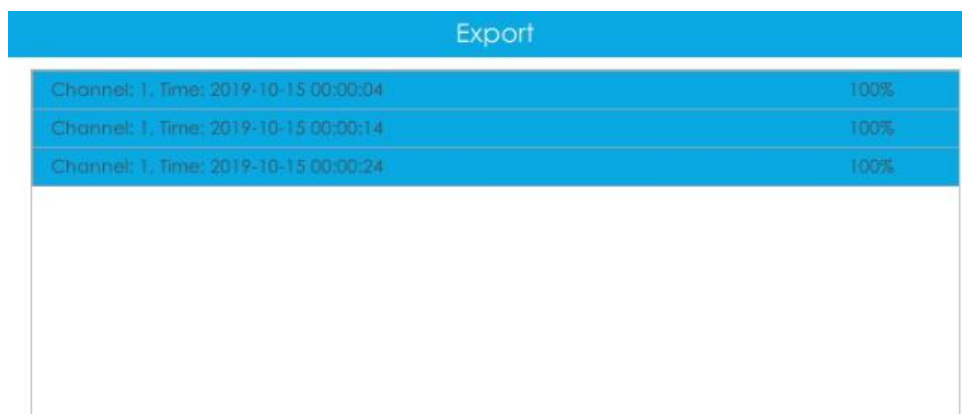 Export
Channel: 1, Time: 2019-10-15 00:00:04 100%
Channel: 1, Time: 2019-10-15 00:00:14 100%
Channel: 1, Time: 2019-10-15 00:00:24 100%